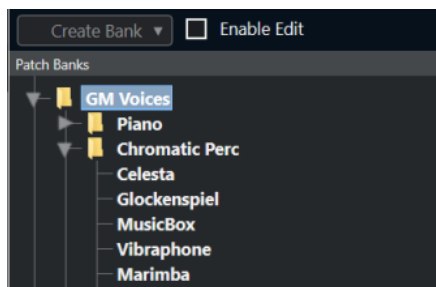 Create Bank Enable Edit
Patch Banks
GM Voices
Piano
Chromatic Perc
Celesta
Glockenspiel
MusicBox
Vibraphone
Marimba